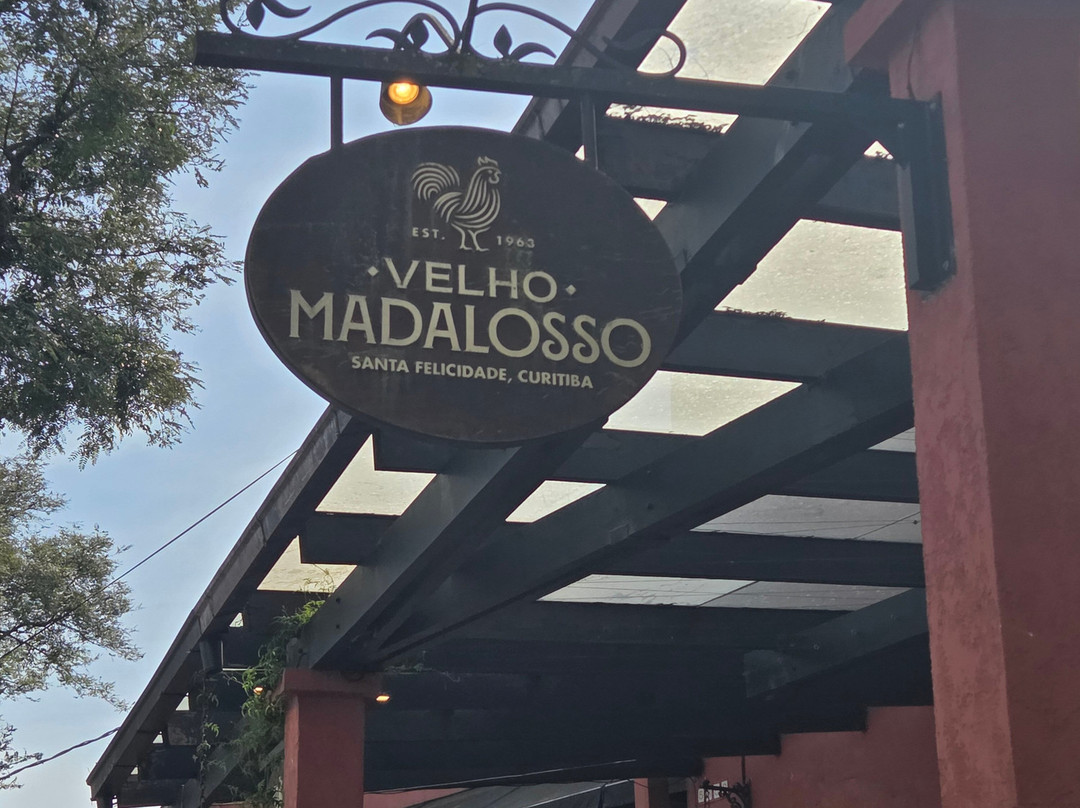 EST. 1963
VELHO
MADALOSSO
SANTA FELICIDADE, CURITIBA